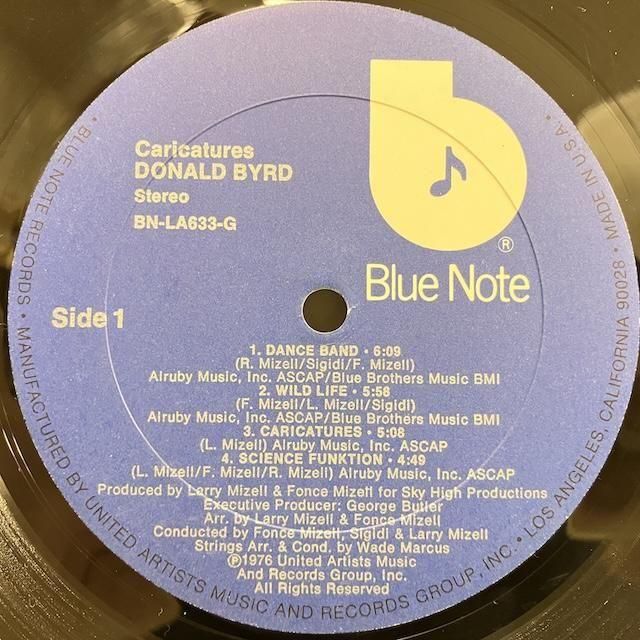 Caricatures
DONALD BYRD
Stereo
BN-LA633-G
®
Blue Note
Side 1
1. DANCE BAND • 6:09
(R. Mizell/Sigidi/F. Mizell)
Alruby Music, Inc. ASCAP/Blue Brothers Music BMI
2. WILD LIFE • 5:58
(F. Mizell/L. Mizell/Sigidi)
Alruby Music, Inc. ASCAP/Blue Brothers Music BMI
3. CARICATURES • 5:08
(L. Mizell) Alruby Music, Inc. ASCAP
4. SCIENCE FUNKTION • 4:49
(L. Mizell/F. Mizell/R. Mizell) Alruby Music, Inc. ASCAP
Produced by Larry Mizell & Fonce Mizell for Sky High Productions
Executive Producer: George Butler
Arr. by Larry Mizell & Fonce Mizell
Conducted by Fonce Mizell, Sigidi & Larry Mizell
Strings Arr. & Cond. by Wade Marcus
℗1976 United Artists Music
And Records Group, Inc.
All Rights Reserved
• BLUE NOTE RECORDS • MANUFACTURED BY UNITED ARTISTS MUSIC AND RECORDS GROUP, INC. • LOS ANGELES, CALIFORNIA 90028 • MADE IN U.S.A.